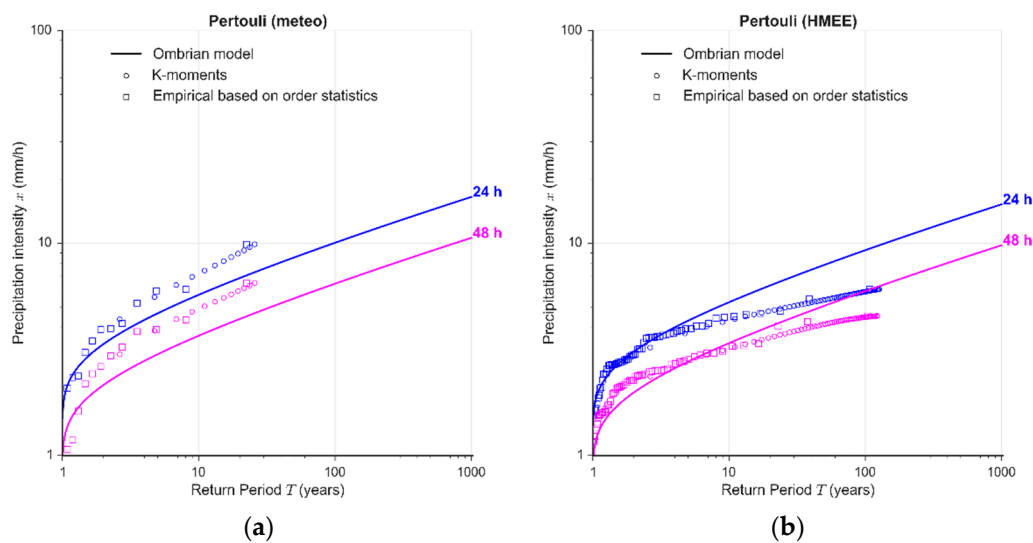 Pertouli (meteo)
100
Ombrian model
K-moments
Empirical based on order statistics
Precipitation intensity x (mm/h)
24 h
10
48 h
1
1 10 100 1000
Return Period T (years)
(a)
Pertouli (HMEE)
100
Ombrian model
K-moments
Empirical based on order statistics
Precipitation intensity x (mm/h)
24 h
10
48 h
1
1 10 100 1000
Return Period T (years)
(b)